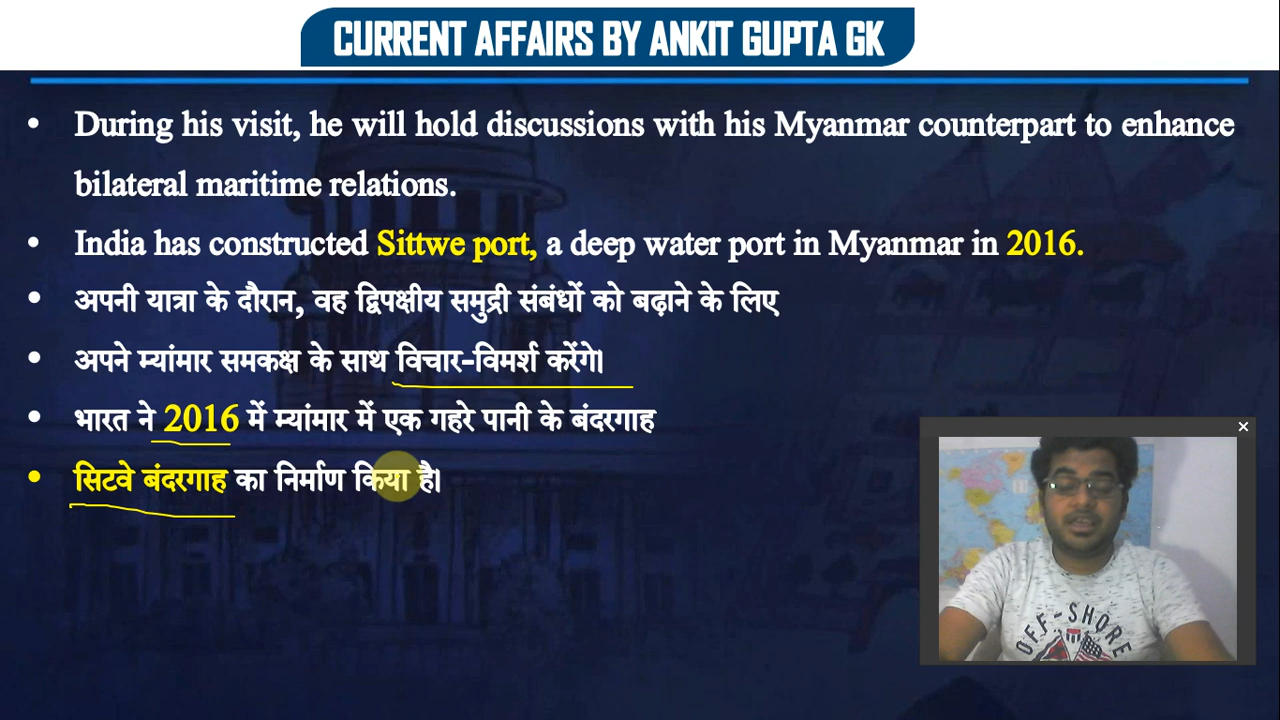 CURRENT AFFAIRS BY ANKIT GUPTA GK
• During his visit, he will hold discussions with his Myanmar counterpart to enhance
bilateral maritime relations.
• India has constructed Sittwe port, a deep water port in Myanmar in 2016.
• अपनी यात्रा के दौरान, वह द्विपक्षीय समुद्री संबंधों को बढ़ाने के लिए
• अपने म्यांमार समकक्ष के साथ विचार-विमर्श करेंगे।
• भारत ने 2016 में म्यांमार में एक गहरे पानी के बंदरगाह
• सिटवे बंदरगाह का निर्माण किया है।
OFF-SHORE